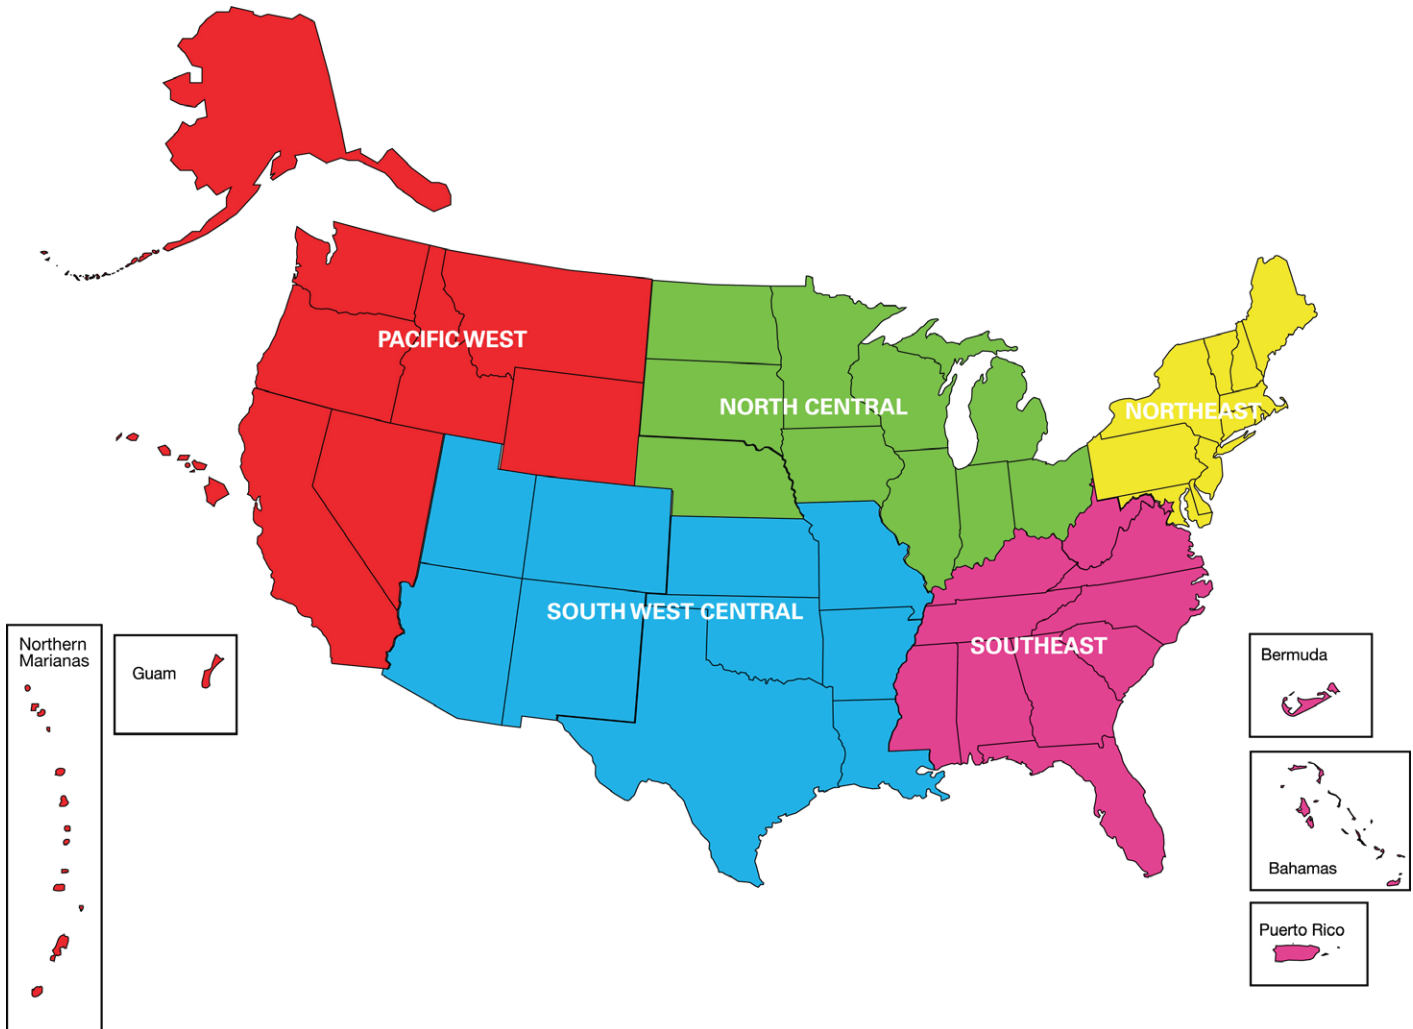 PACIFIC WEST
NORTH CENTRAL
NORTHEAST
SOUTH WEST CENTRAL
SOUTHEAST
Northern
Marianas
Guam
Bermuda
Bahamas
Puerto Rico